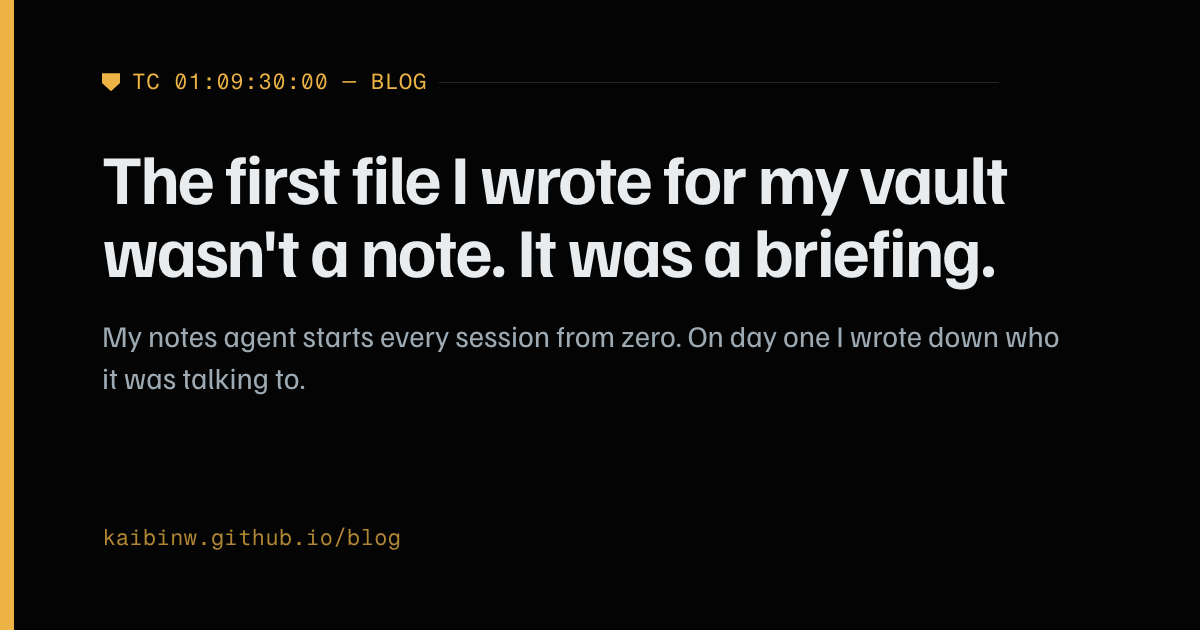 TC 01:09:30:00 — BLOG
The first file I wrote for my vault
wasn't a note. It was a briefing.
My notes agent starts every session from zero. On day one I wrote down who
it was talking to.
kaibinw.github.io/blog